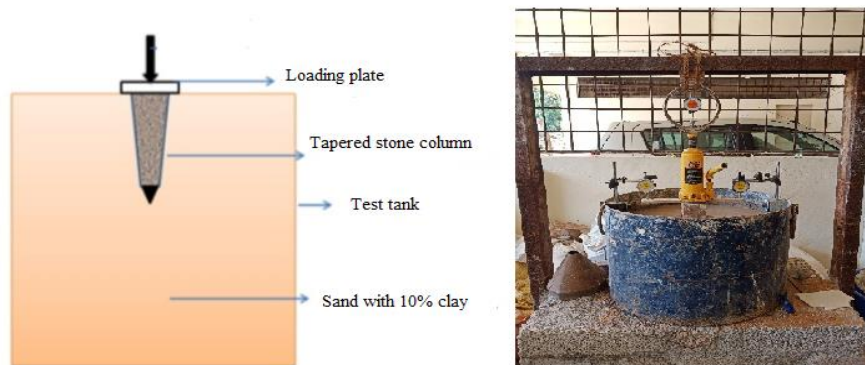 Loading plate
Tapered stone column
Test tank
Sand with 10% clay